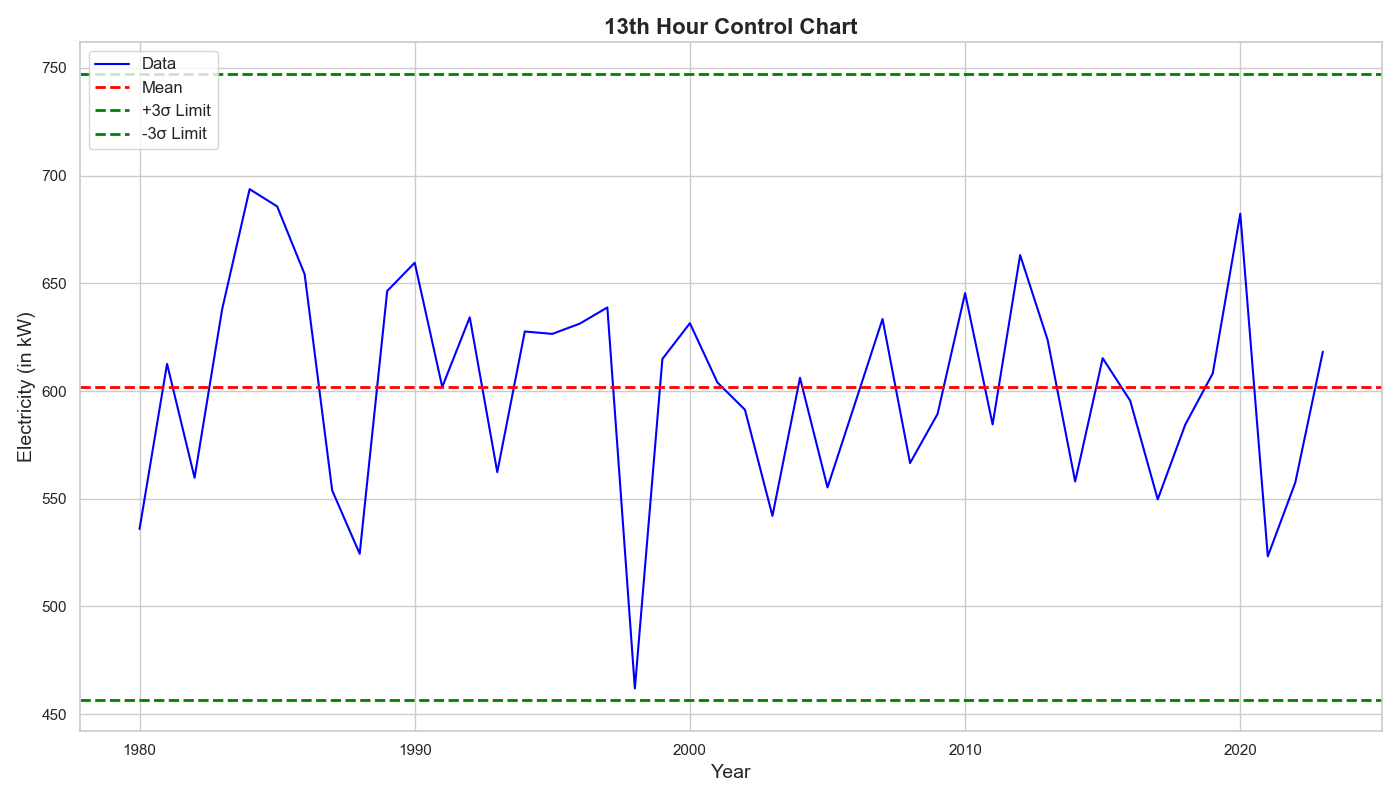 13th Hour Control Chart
Data
Mean
+3σ Limit
-3σ Limit
750
700
650
600
550
500
450
Electricity (in kW)
1980
1990
2000
2010
2020
Year